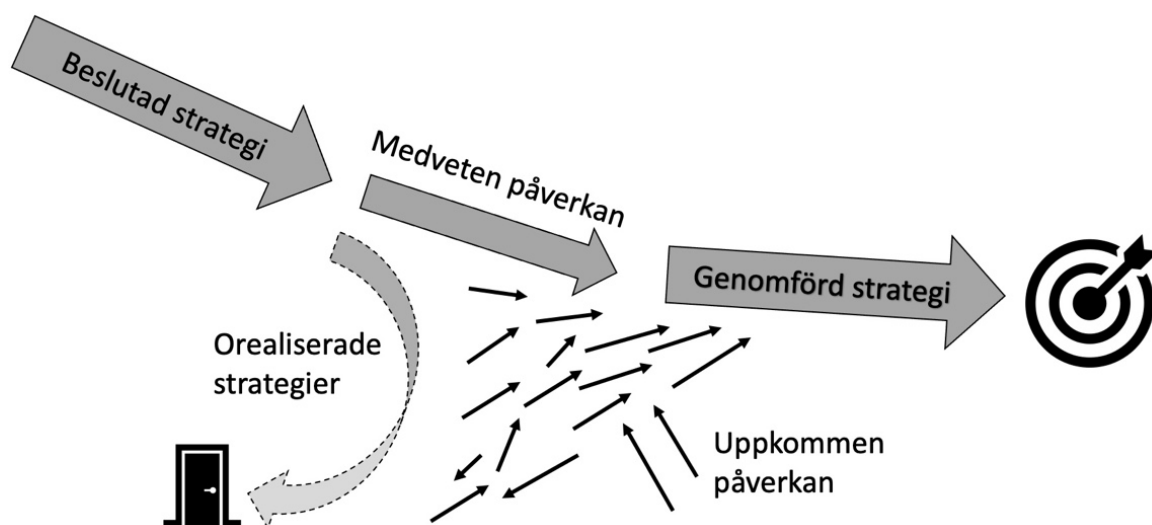 Beslutad strategi
Medveten påverkan
Genomförd strategi
Orealiserade
strategier
Uppkommen
påverkan